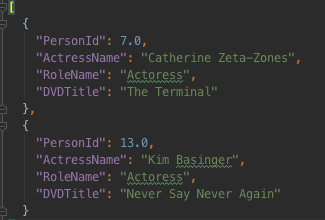 [
{
"PersonId": 7.0,
"ActressName": "Catherine Zeta-Zones",
"RoleName": "Actoress",
"DVDTitle": "The Terminal"
},
{
"PersonId": 13.0,
"ActressName": "Kim Basinger",
"RoleName": "Actoress",
"DVDTitle": "Never Say Never Again"
}